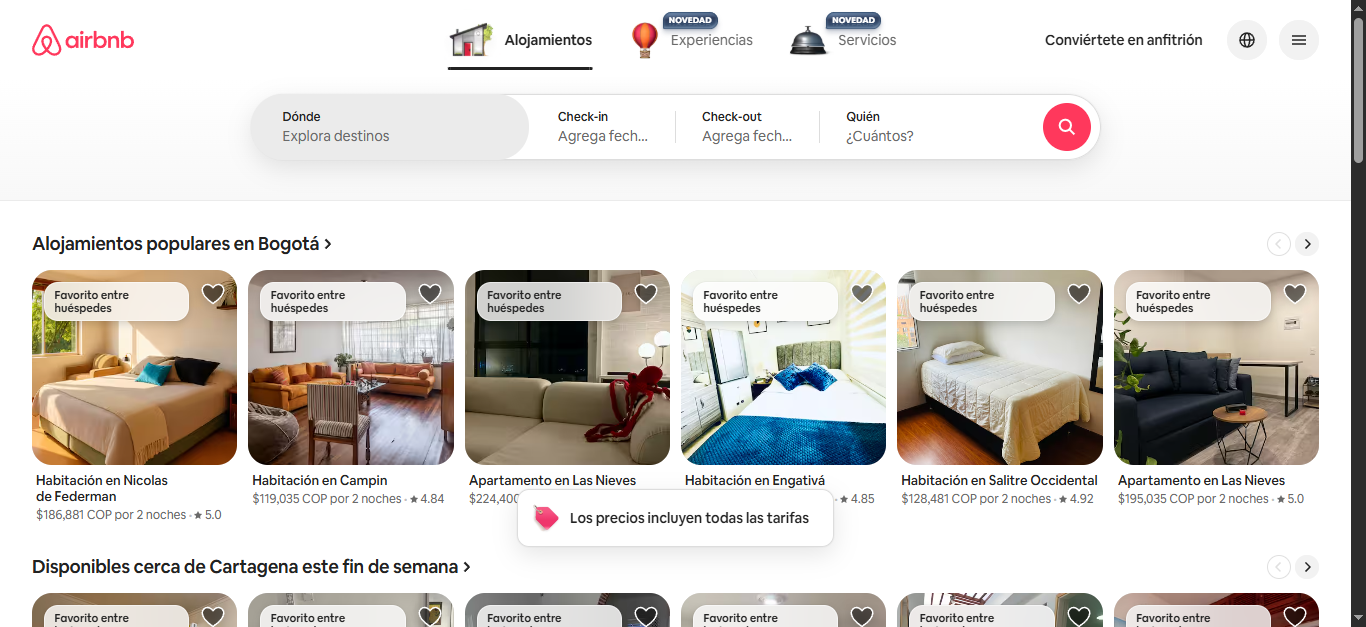 airbnb
Alojamientos
NOVEDAD
Experiencias
NOVEDAD
Servicios
Conviértete en anfitrión
Dónde
Explora destinos
Check-in
Agrega fech...
Check-out
Agrega fech...
Quién
¿Cuántos?
Alojamientos populares en Bogotá
Favorito entre
huéspedes
Favorito entre
huéspedes
Favorito entre
huéspedes
Favorito entre
huéspedes
Favorito entre
huéspedes
Favorito entre
huéspedes
Habitación en Nicolas
de Federman
$186,881 COP por 2 noches · ★ 5.0
Habitación en Campin
$119,035 COP por 2 noches · ★ 4.84
Apartamento en Las Nieves
$224,400
Habitación en Engativá
★ 4.85
Habitación en Salitre Occidental
$128,481 COP por 2 noches · ★ 4.92
Apartamento en Las Nieves
$195,035 COP por 2 noches · ★ 5.0
Los precios incluyen todas las tarifas
Disponibles cerca de Cartagena este fin de semana
Favorito entre
Favorito entre
Favorito entre
Favorito entre
Favorito entre
Favorito entre